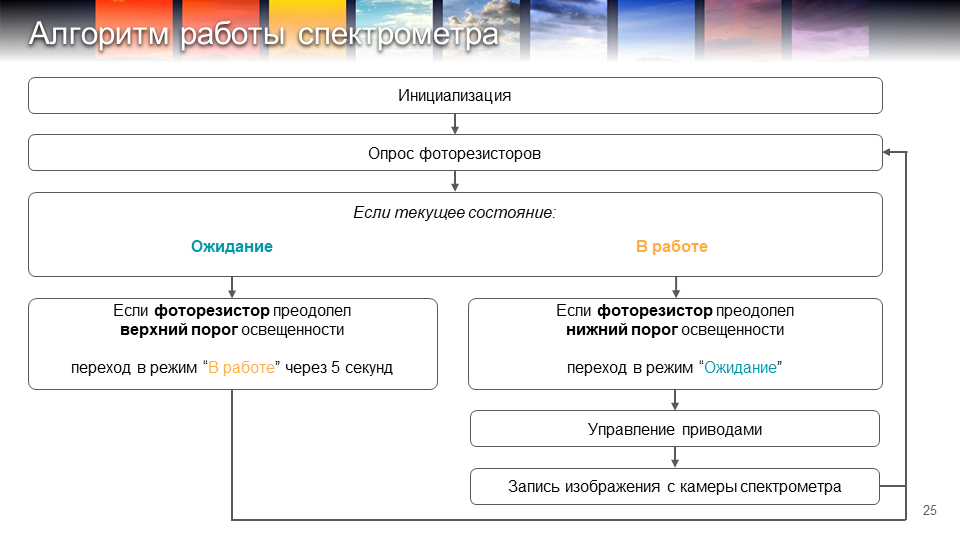 Алгоритм работы спектрометра
Инициализация
Опрос фоторезисторов
Если текущее состояние:
Ожидание
В работе
Если фоторезистор преодолел
верхний порог освещенности
переход в режим “В работе” через 5 секунд
Если фоторезистор преодолел
нижний порог освещенности
переход в режим “Ожидание”
Управление приводами
Запись изображения с камеры спектрометра
25